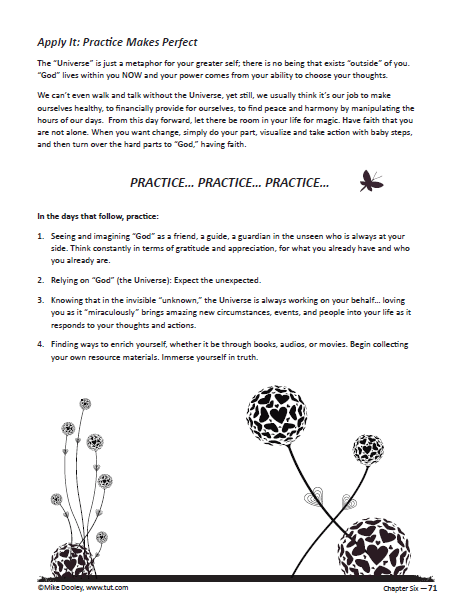 Apply It: Practice Makes Perfect
The “Universe” is just a metaphor for your greater self; there is no being that exists “outside” of you.
“God” lives within you NOW and your power comes from your ability to choose your thoughts.
We can’t even walk and talk without the Universe, yet still, we usually think it’s our job to make
ourselves healthy, to financially provide for ourselves, to find peace and harmony by manipulating the
hours of our days.  From this day forward, let there be room in your life for magic. Have faith that you
are not alone. When you want change, simply do your part, visualize and take action with baby steps,
and then turn over the hard parts to “God,” having faith.
PRACTICE… PRACTICE… PRACTICE…
In the days that follow, practice:
1. Seeing and imagining “God” as a friend, a guide, a guardian in the unseen who is always at your
side. Think constantly in terms of gratitude and appreciation, for what you already have and who
you already are.
2. Relying on “God” (the Universe): Expect the unexpected.
3. Knowing that in the invisible “unknown,” the Universe is always working on your behalf… loving
you as it “miraculously” brings amazing new circumstances, events, and people into your life as it
responds to your thoughts and actions.
4. Finding ways to enrich yourself, whether it be through books, audios, or movies. Begin collecting
your own resource materials. Immerse yourself in truth.
©Mike Dooley, www.tut.com
Chapter Six — 71